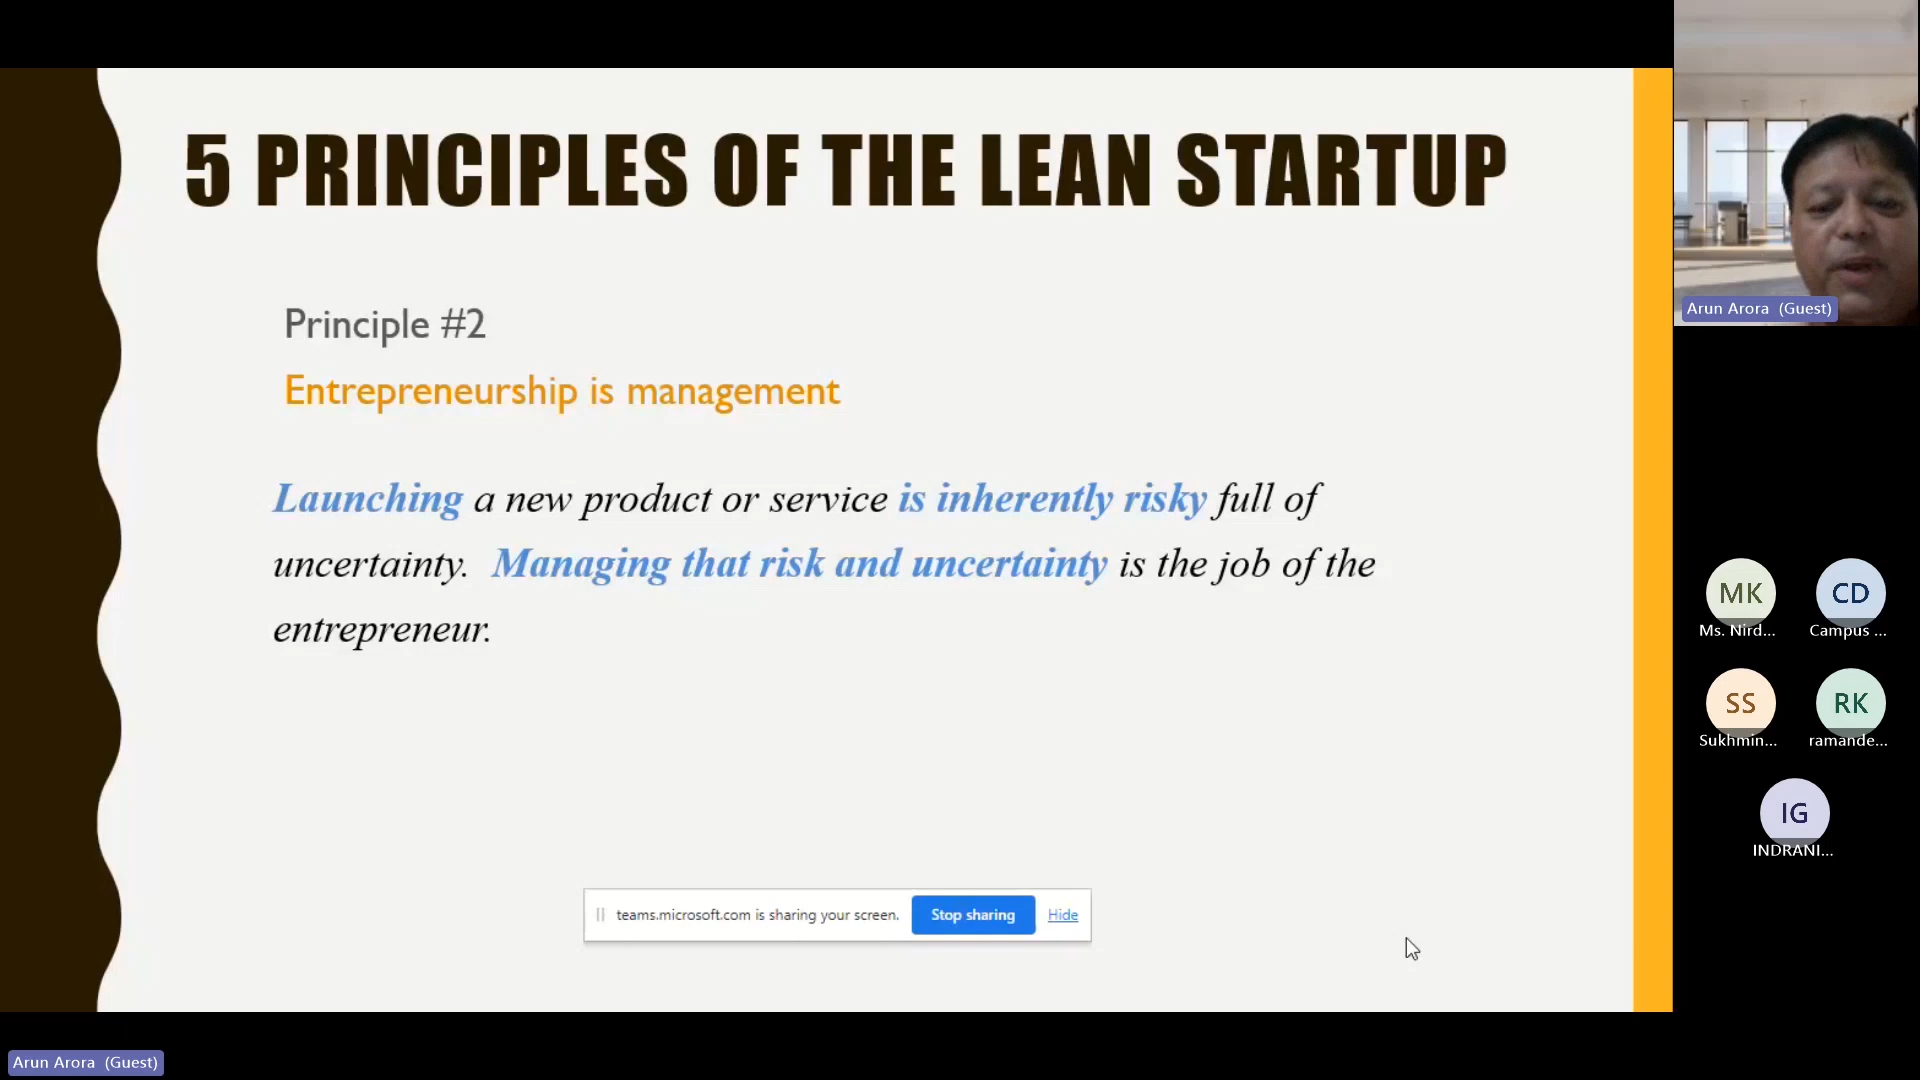 5 PRINCIPLES OF THE LEAN STARTUP
Principle #2
Entrepreneurship is management
Launching a new product or service is inherently risky full of
uncertainty. Managing that risk and uncertainty is the job of the
entrepreneur.
teams.microsoft.com is sharing your screen. Stop sharing Hide
Arun Arora (Guest)
MK CD
Ms. Nird... Campus ...
SS RK
Sukhmin... ramande...
IG
INDRANI...
Arun Arora (Guest)